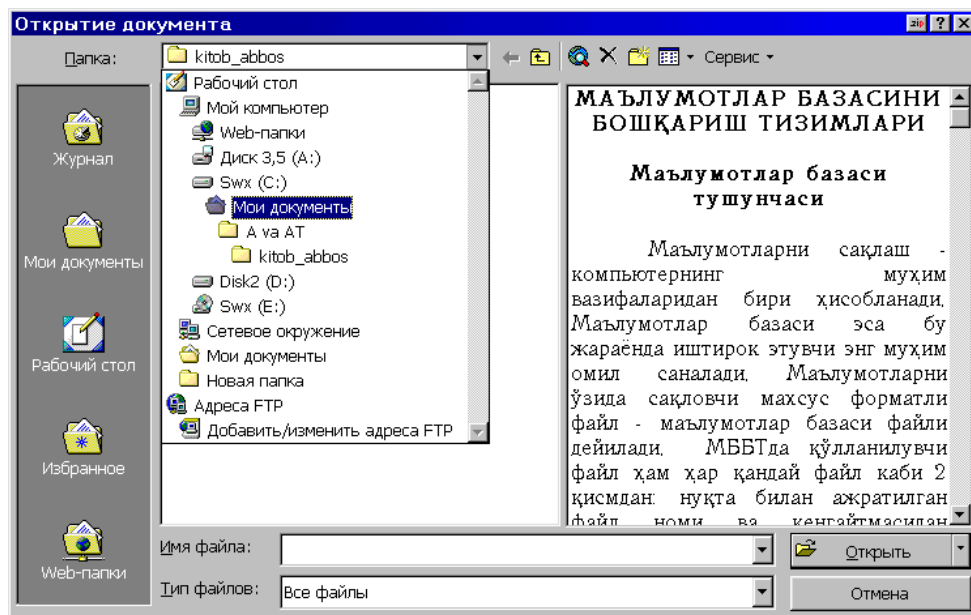 Открытие документа
Папка:
kitob_abbos
Сервис
Журнал
Мои документы
Рабочий стол
Избранное
Web-папки
Рабочий стол
Мой компьютер
Web-папки
Диск 3,5 (A:)
Swx (C:)
Мои документы
A va AT
kitob_abbos
Disk2 (D:)
Swx (E:)
Сетевое окружение
Мои документы
Новая папка
Адреса FTP
Добавить/изменить адреса FTP
МАЪЛУМОТЛАР БАЗАСИНИ
БОШҚАРИШ ТИЗИМЛАРИ
Маълумотлар базаси
тушунчаси
Маълумотларни сақлаш -
компьютернинг муҳим
вазифаларидан бири ҳисобланади.
Маълумотлар базаси эса бу
жараёнда иштирок этувчи энг муҳим
омил саналади. Маълумотларни
ўзида сақловчи махсус форматли
файл - маълумотлар базаси файли
дейилади. МББТда қўлланилувчи
файл ҳам ҳар қандай файл каби 2
қисмдан: нуқта билан ажратилган
файл номи ва кенгайтмасидан
Имя файла:
Открыть
Тип файлов:
Все файлы
Отмена